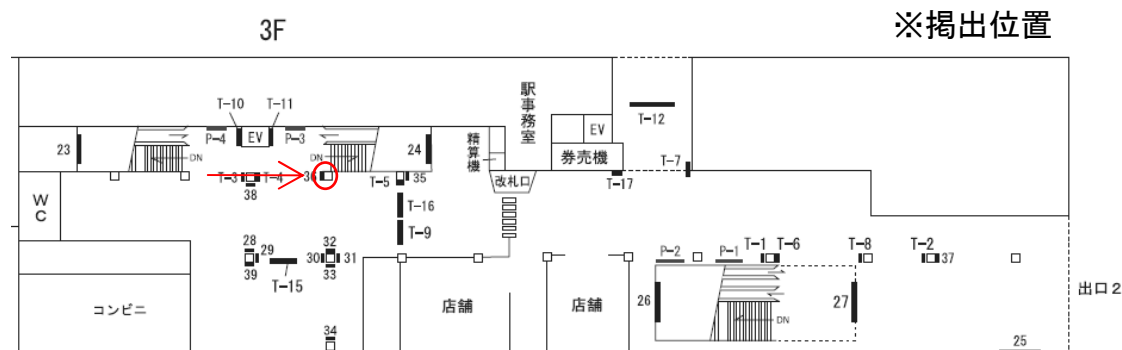 3F
※掲出位置
T-10
T-11
駅事務室
P-4
EV
P-3
T-12
23
DN
DN
24
精算機
EV
券売機
T-7
WC
T-3
T-4
36
T-5
35
改札口
T-17
38
T-16
T-9
28
29
39
T-15
32
30
31
33
P-2
P-1
T-1
T-6
T-8
T-2
37
コンビニ
店舗
店舗
26
27
DN
出口2
34
25